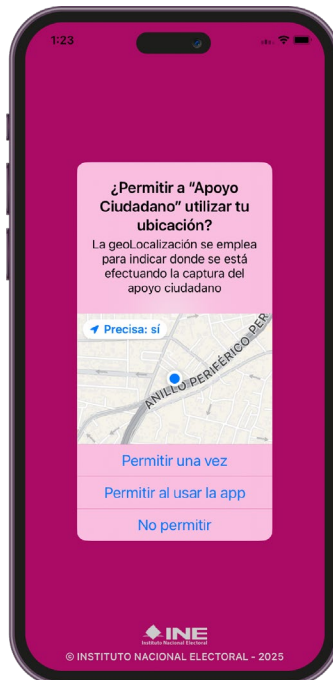 1:23
¿Permitir a "Apoyo
Ciudadano" utilizar tu
ubicación?
La geoLocalización se emplea
para indicar donde se está
efectuando la captura del
apoyo ciudadano
Precisa: sí
ANILLO PERIFÉRICO PER
Permitir una vez
Permitir al usar la app
No permitir
INE
Instituto Nacional Electoral
© INSTITUTO NACIONAL ELECTORAL - 2025